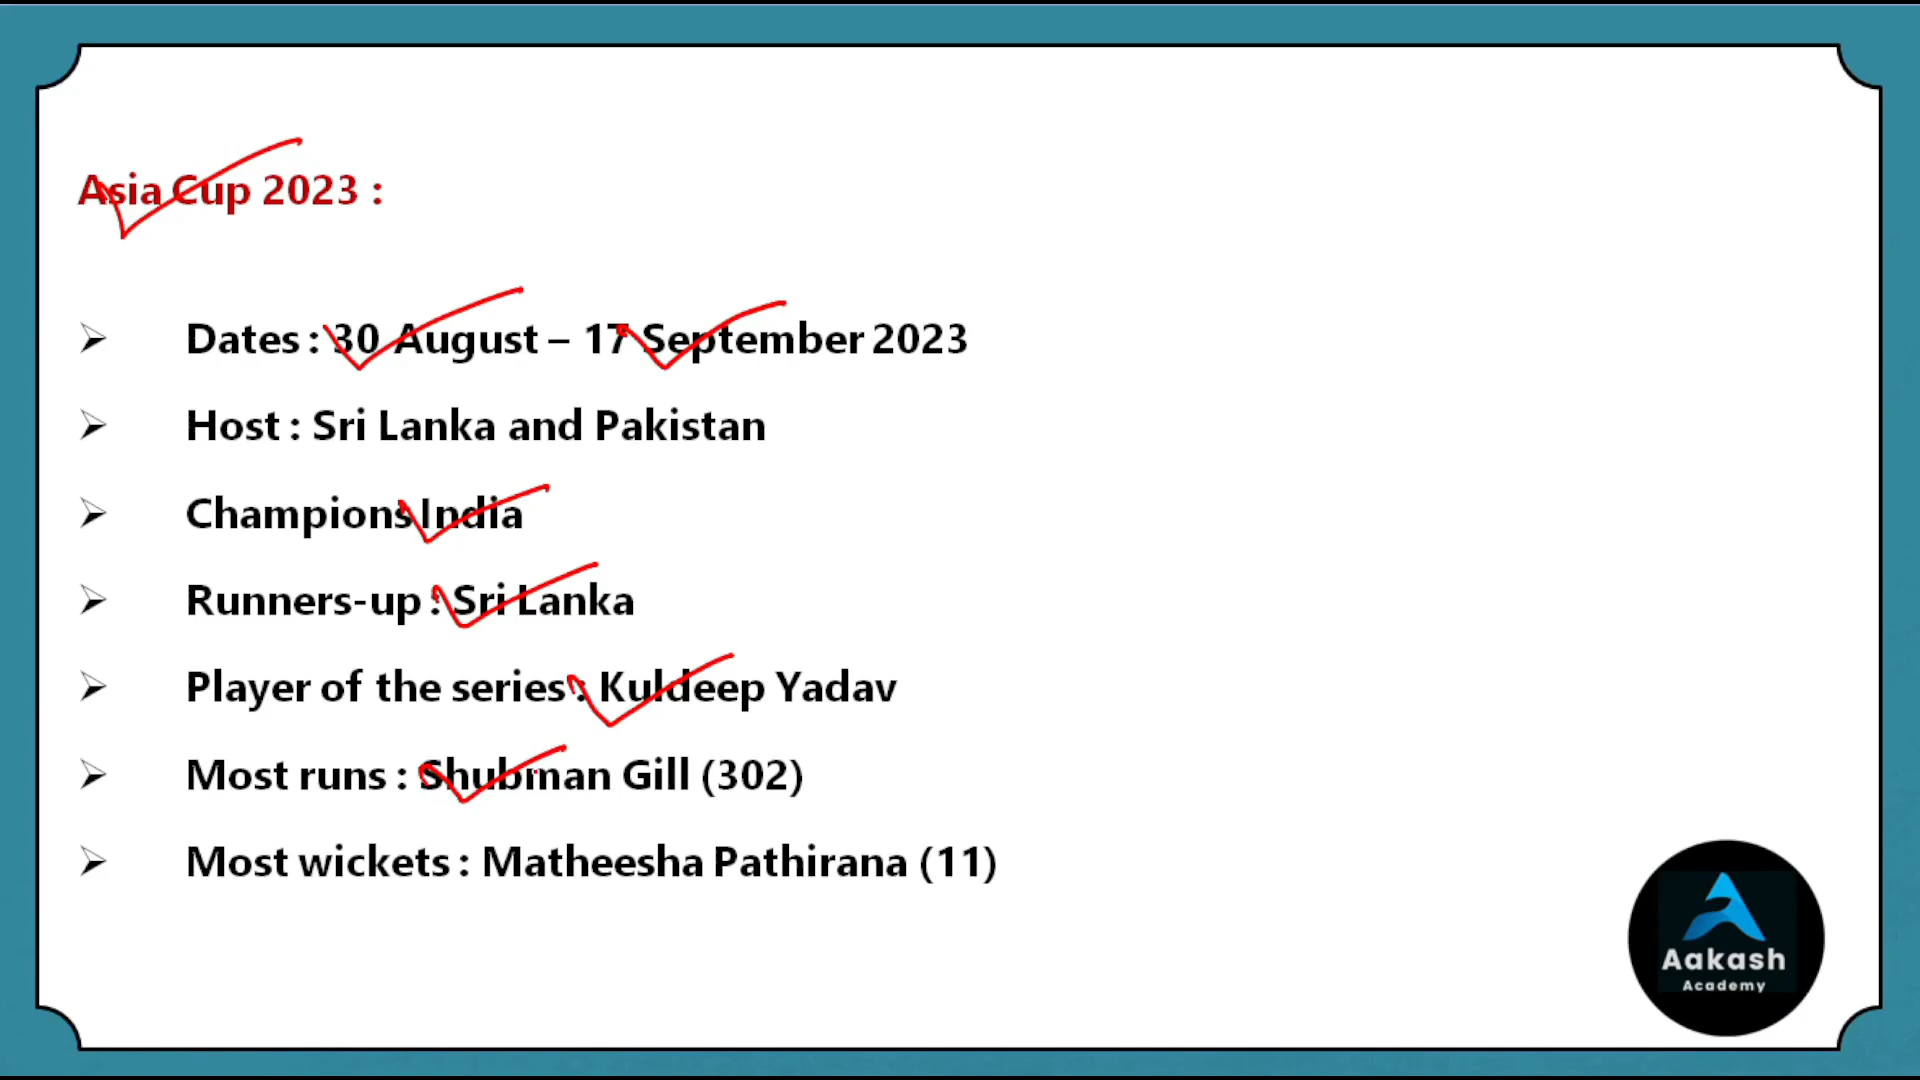 Asia Cup 2023 :
Dates : 30 August – 17 September 2023
Host : Sri Lanka and Pakistan
Champions India
Runners-up : Sri Lanka
Player of the series : Kuldeep Yadav
Most runs : Shubman Gill (302)
Most wickets : Matheesha Pathirana (11)
Aakash
Academy